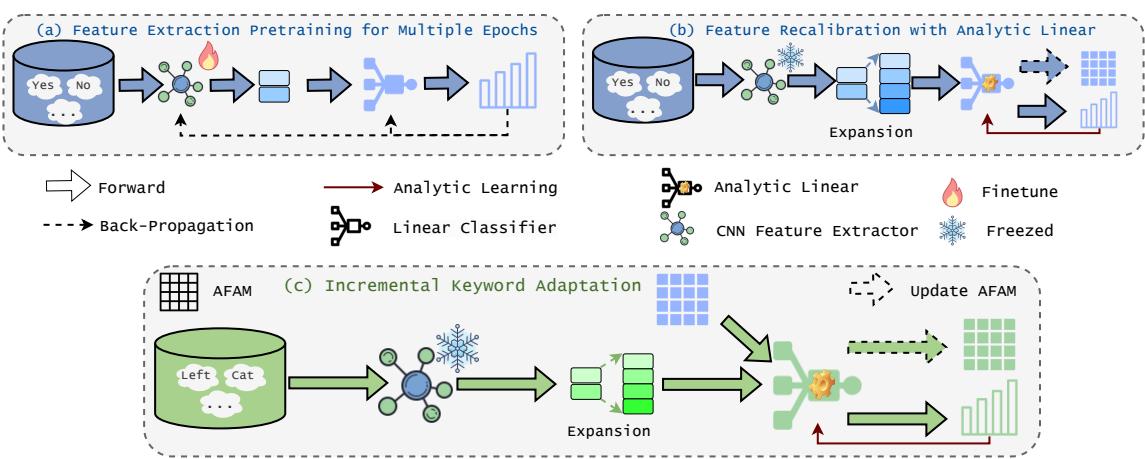 (a) Feature Extraction Pretraining for Multiple Epochs
Yes No
...
(b) Feature Recalibration with Analytic Linear
Yes No
...
Expansion
Forward
Analytic Learning
Analytic Linear
Finetune
Back-Propagation
Linear Classifier
CNN Feature Extractor
Freezed
AFAM
(c) Incremental Keyword Adaptation
Update AFAM
Left Cat
...
Expansion